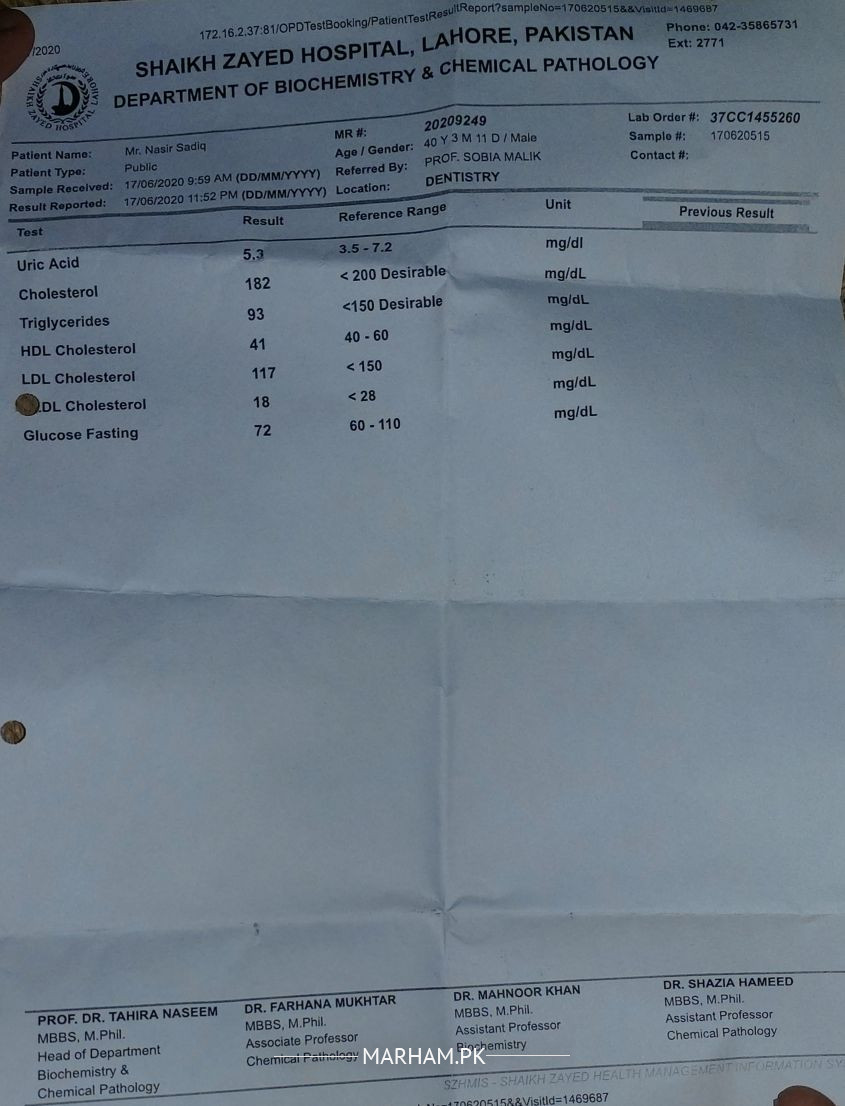 /2020
172.16.2.37:81/OPDTestBooking/PatientTestResultReport?sampleNo=170620515&&VisitId=1469687
SHAIKH ZAYED HOSPITAL, LAHORE, PAKISTAN
Phone: 042-35865731
Ext: 2771
DEPARTMENT OF BIOCHEMISTRY & CHEMICAL PATHOLOGY
Patient Name: Mr. Nasir Sadiq MR #: 20209249 Lab Order #: 37CC1455260
Patient Type: Public Age / Gender: 40 Y 3 M 11 D / Male Sample #: 170620515
Sample Received: 17/06/2020 9:59 AM (DD/MM/YYYY) Referred By: PROF. SOBIA MALIK Contact #:
Result Reported: 17/06/2020 11:52 PM (DD/MM/YYYY) Location: DENTISTRY
Test Result Reference Range Unit Previous Result
Uric Acid 5.3 3.5 - 7.2 mg/dl
Cholesterol 182 < 200 Desirable mg/dL
Triglycerides 93 <150 Desirable mg/dL
HDL Cholesterol 41 40 - 60 mg/dL
LDL Cholesterol 117 < 150 mg/dL
DL Cholesterol 18 < 28 mg/dL
Glucose Fasting 72 60 - 110 mg/dL
PROF. DR. TAHIRA NASEEM DR. FARHANA MUKHTAR DR. MAHNOOR KHAN DR. SHAZIA HAMEED
MBBS, M.Phil. MBBS, M.Phil. MBBS, M.Phil. MBBS, M.Phil.
Head of Department Associate Professor Assistant Professor Assistant Professor
Biochemistry & Chemical Pathology Biochemistry Chemical Pathology
Chemical Pathology
MARHAM.PK
SZHMIS - SHAIKH ZAYED HEALTH MANAGEMENT INFORMATION SY
170620515&&VisitId=1469687